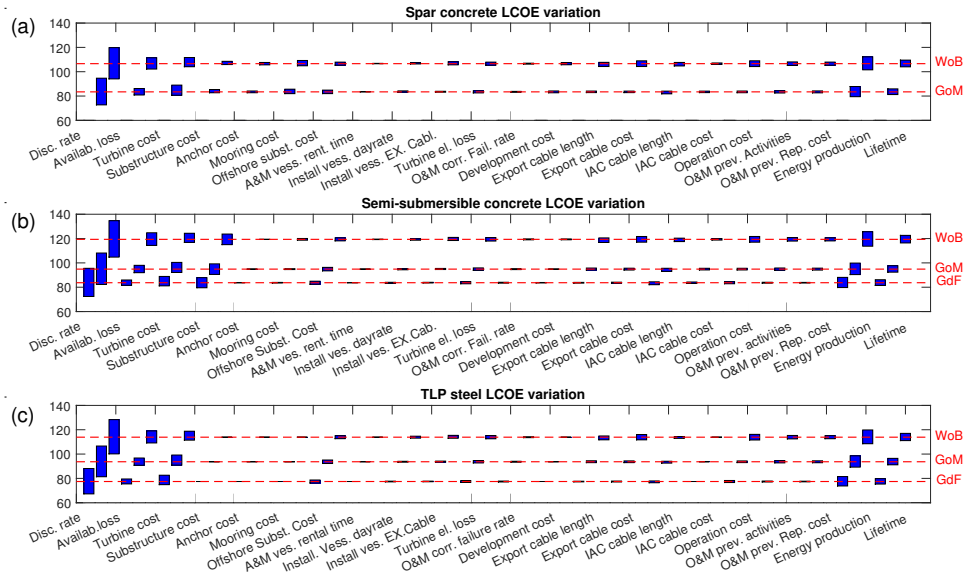 Spar concrete LCOE variation
(a)
140
120
100
80
60
WoB
GoM
Disc. rate
Availab. loss
Turbine cost
Substructure cost
Anchor cost
Mooring cost
Offshore subst. cost
A&M vess. rent. time
Install vess. dayrate
Install vess. EX. Cabl.
Turbine el. loss
O&M corr. Fail. rate
Development cost
Export cable length
Export cable cost
IAC cable length
IAC cable cost
Operation cost
O&M prev. Activities
O&M prev. Rep. cost
Energy production
Lifetime
Semi-submersible concrete LCOE variation
(b)
140
120
100
80
60
WoB
GoM
GdF
Disc. rate
Availab. loss
Turbine cost
Substructure cost
Anchor cost
Mooring cost
Offshore Subst. Cost
A&M ves. rent. time
Install ves. dayrate
Install ves. EX. Cab.
Turbine el. loss
O&M corr. Fail. rate
Development cost
Export cable length
Export cable cost
IAC cable length
IAC cable cost
Operation cost
O&M prev. activities
O&M prev. Rep. cost
Energy production
Lifetime
TLP steel LCOE variation
(c)
140
120
100
80
60
WoB
GoM
GdF
Disc. rate
Availab.loss
Turbine cost
Substructure cost
Anchor cost
Mooring cost
Offshore Subst. Cost
A&M ves. rental time
Install. Vess. dayrate
Install vess. EX.Cable
Turbine el. loss
O&M corr. failure rate
Development cost
Export cable length
Export cable cost
IAC cable length
IAC cable cost
Operation cost
O&M prev. activities
O&M prev. Rep. cost
Energy production
Lifetime